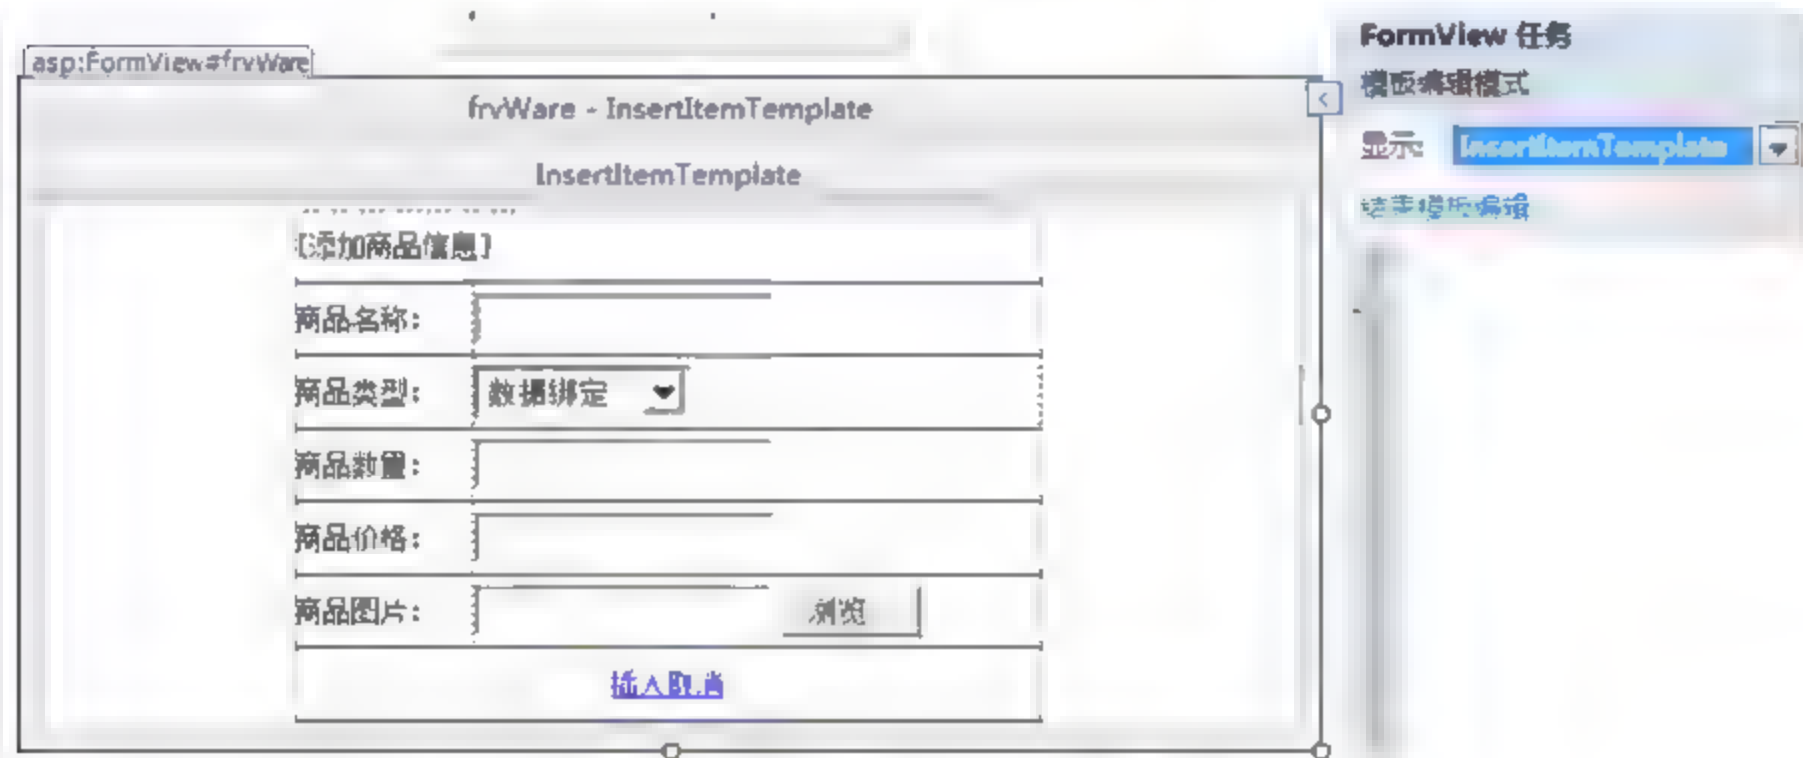 asp:FormView#frvWare
frvWare - InsertItemTemplate
InsertItemTemplate
[添加商品信息]
商品名称:
商品类型: 数据绑定
商品数量:
商品价格:
商品图片: 浏览
插入取消
FormView 任务
模板编辑模式
显示: InsertItemTemplate
结束模板编辑